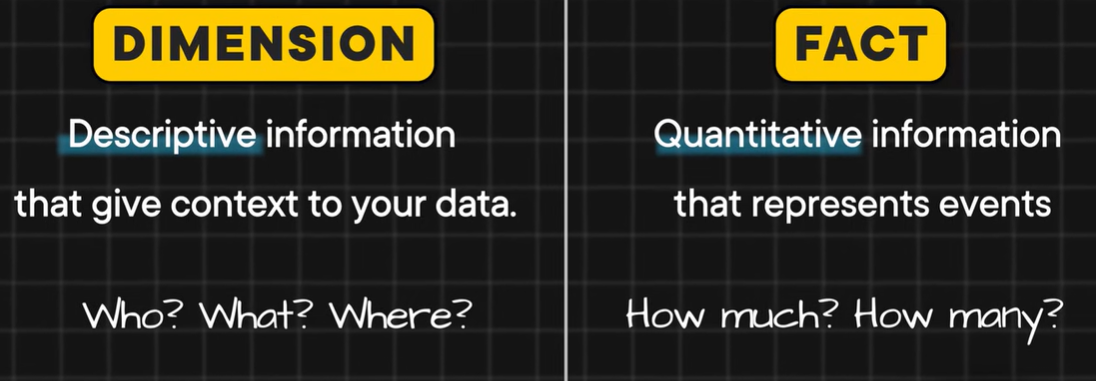 DIMENSION
Descriptive information
that give context to your data.
Who? What? Where?
FACT
Quantitative information
that represents events
How much? How many?